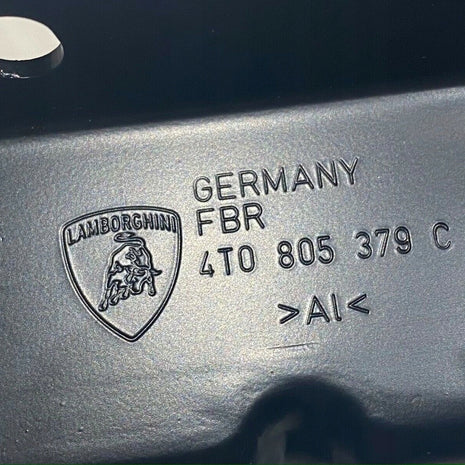 GERMANY
FBR
LAMBORGHINI
4T0 805 379 C
>Al<